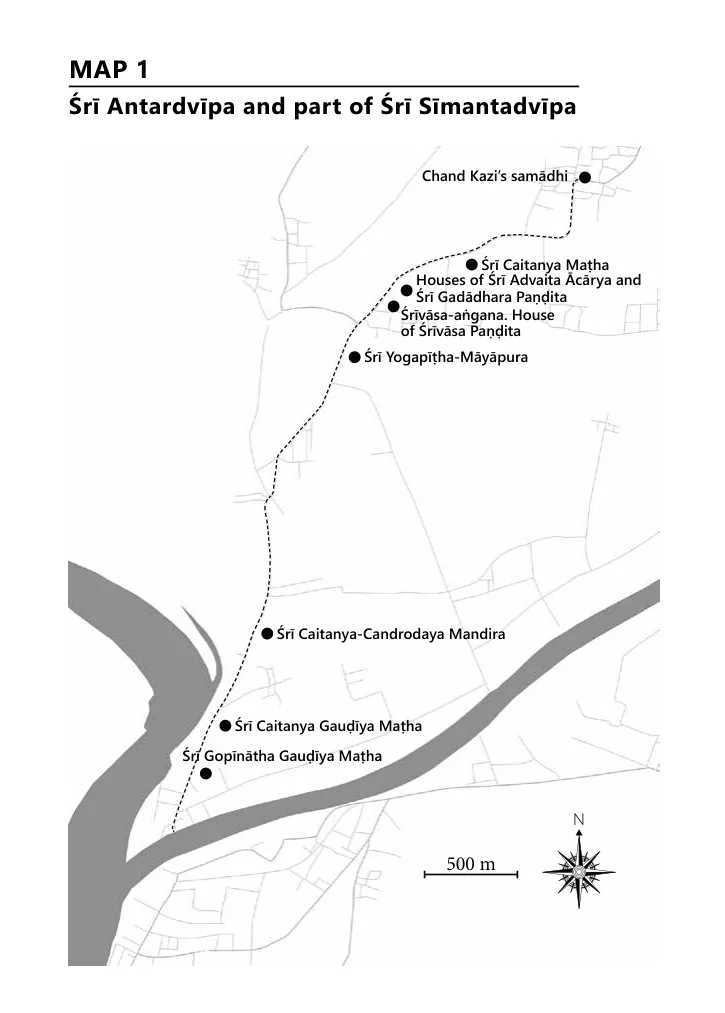 MAP 1
Śrī Antardvīpa and part of Śrī Sīmantadvīpa
Chand Kazi’s samādhi
Śrī Caitanya Maṭha
Houses of Śrī Advaita Ācārya and
Śrī Gadādhara Paṇḍita
Śrīvāsa-aṅgana. House
of Śrīvāsa Paṇḍita
Śrī Yogapīṭha-Māyāpura
Śrī Caitanya-Candrodaya Mandira
Śrī Caitanya Gauḍīya Maṭha
Śrī Gopīnātha Gauḍīya Maṭha
N
500 m